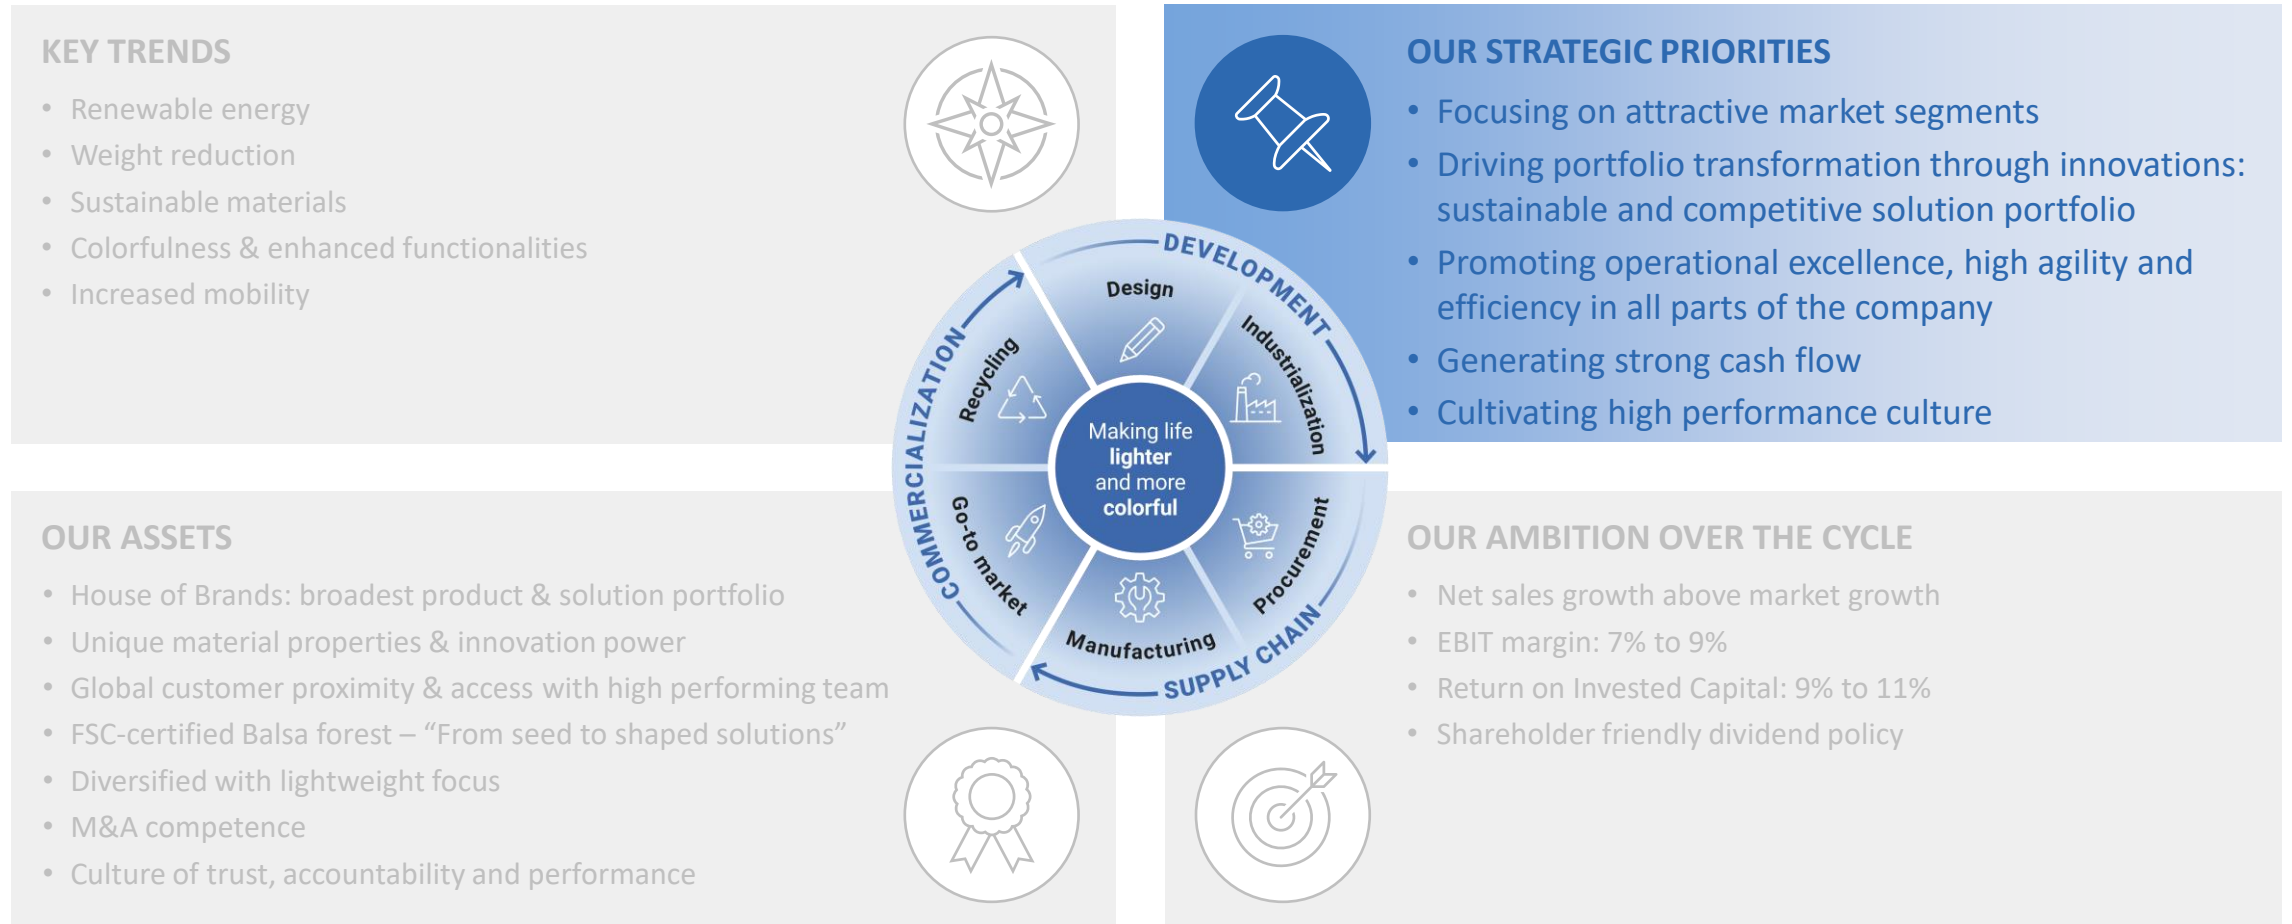 KEY TRENDS
• Renewable energy
• Weight reduction
• Sustainable materials
• Colorfulness & enhanced functionalities
• Increased mobility
OUR STRATEGIC PRIORITIES
• Focusing on attractive market segments
• Driving portfolio transformation through innovations:
sustainable and competitive solution portfolio
• Promoting operational excellence, high agility and
efficiency in all parts of the company
• Generating strong cash flow
• Cultivating high performance culture
DEVELOPMENT
Design
Industrialization
SUPPLY CHAIN
Procurement
Manufacturing
COMMERCIALIZATION
Go-to market
Recycling
Making life
lighter
and more
colorful
OUR ASSETS
• House of Brands: broadest product & solution portfolio
• Unique material properties & innovation power
• Global customer proximity & access with high performing team
• FSC-certified Balsa forest – “From seed to shaped solutions”
• Diversified with lightweight focus
• M&A competence
• Culture of trust, accountability and performance
OUR AMBITION OVER THE CYCLE
• Net sales growth above market growth
• EBIT margin: 7% to 9%
• Return on Invested Capital: 9% to 11%
• Shareholder friendly dividend policy